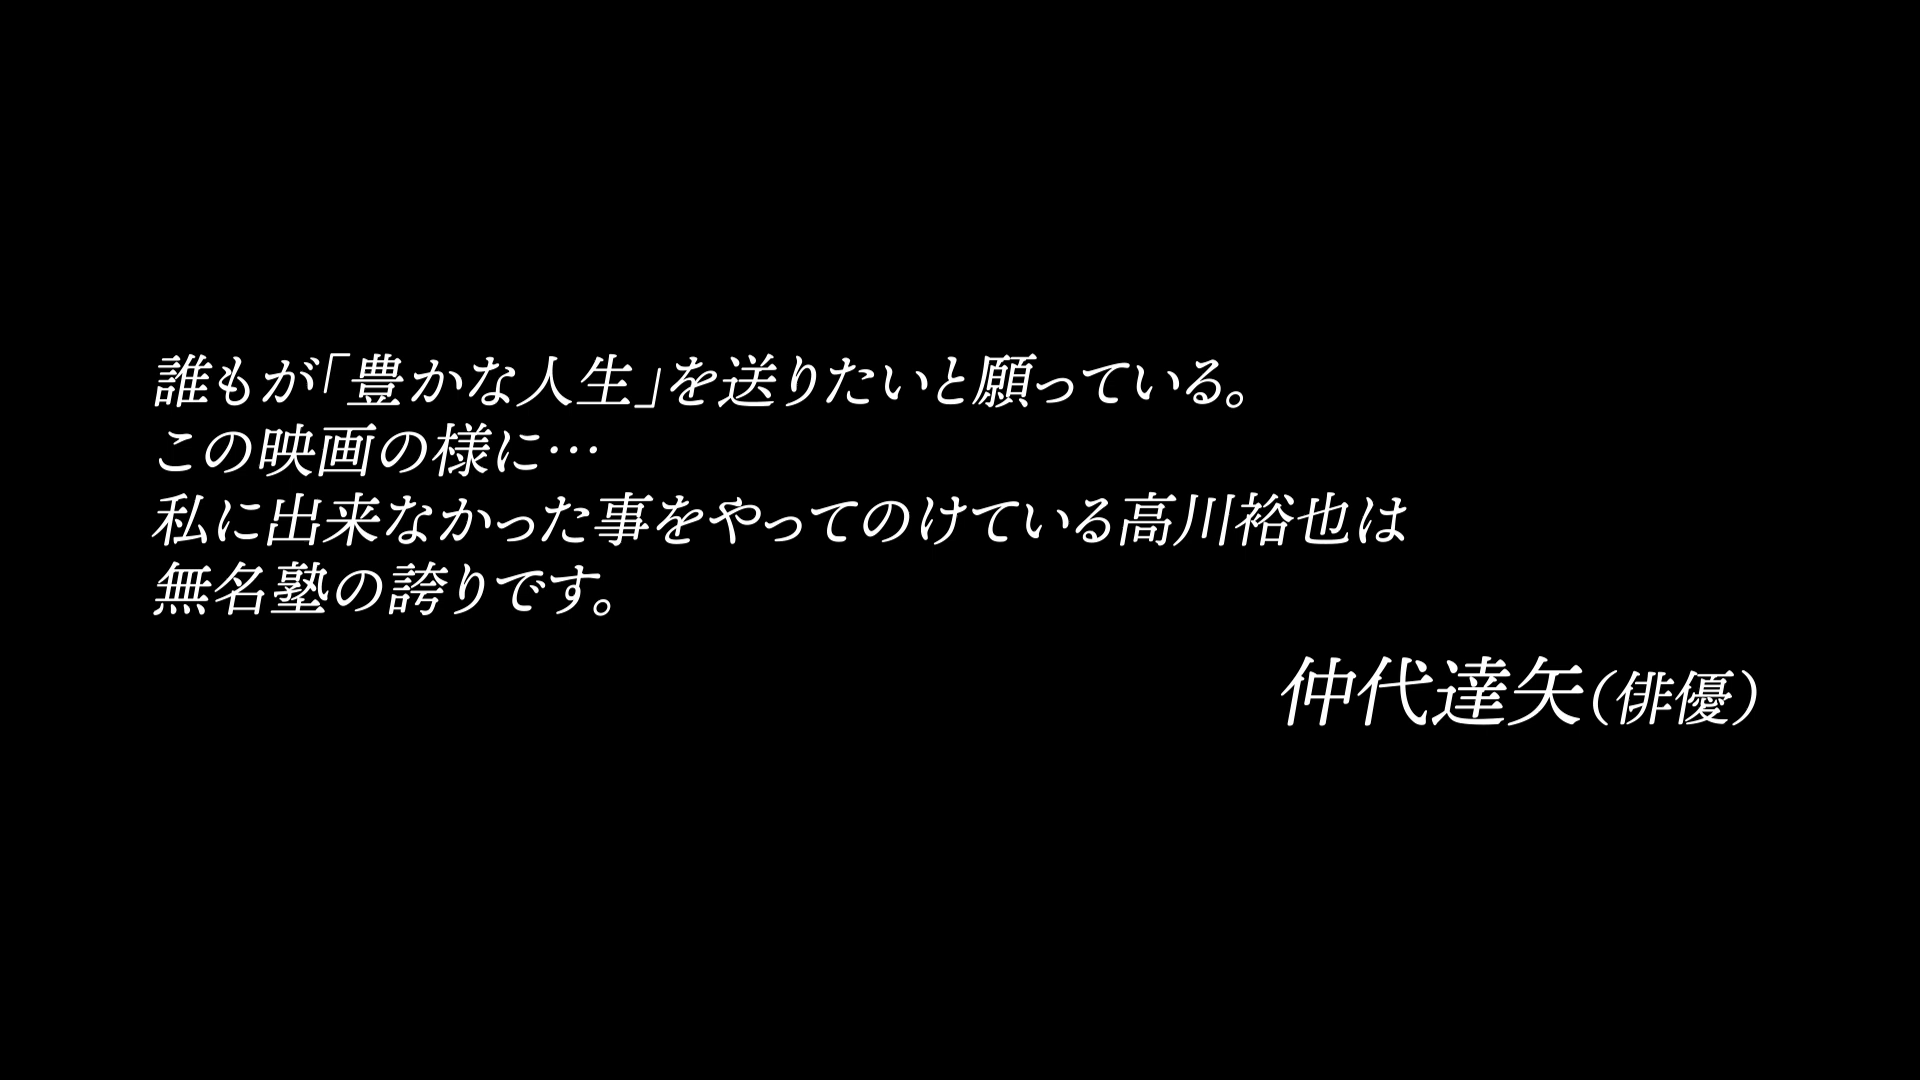 誰もが「豊かな人生」を送りたいと願っている。
この映画の様に…
私に出来なかった事をやってのけている高川裕也は
無名塾の誇りです。
仲代達矢(俳優)